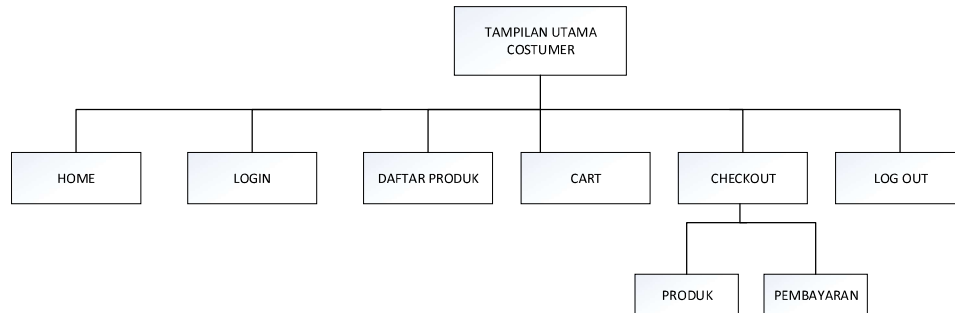 TAMPILAN UTAMA
COSTUMER
HOME
LOGIN
DAFTAR PRODUK
CART
CHECKOUT
LOG OUT
PRODUK
PEMBAYARAN